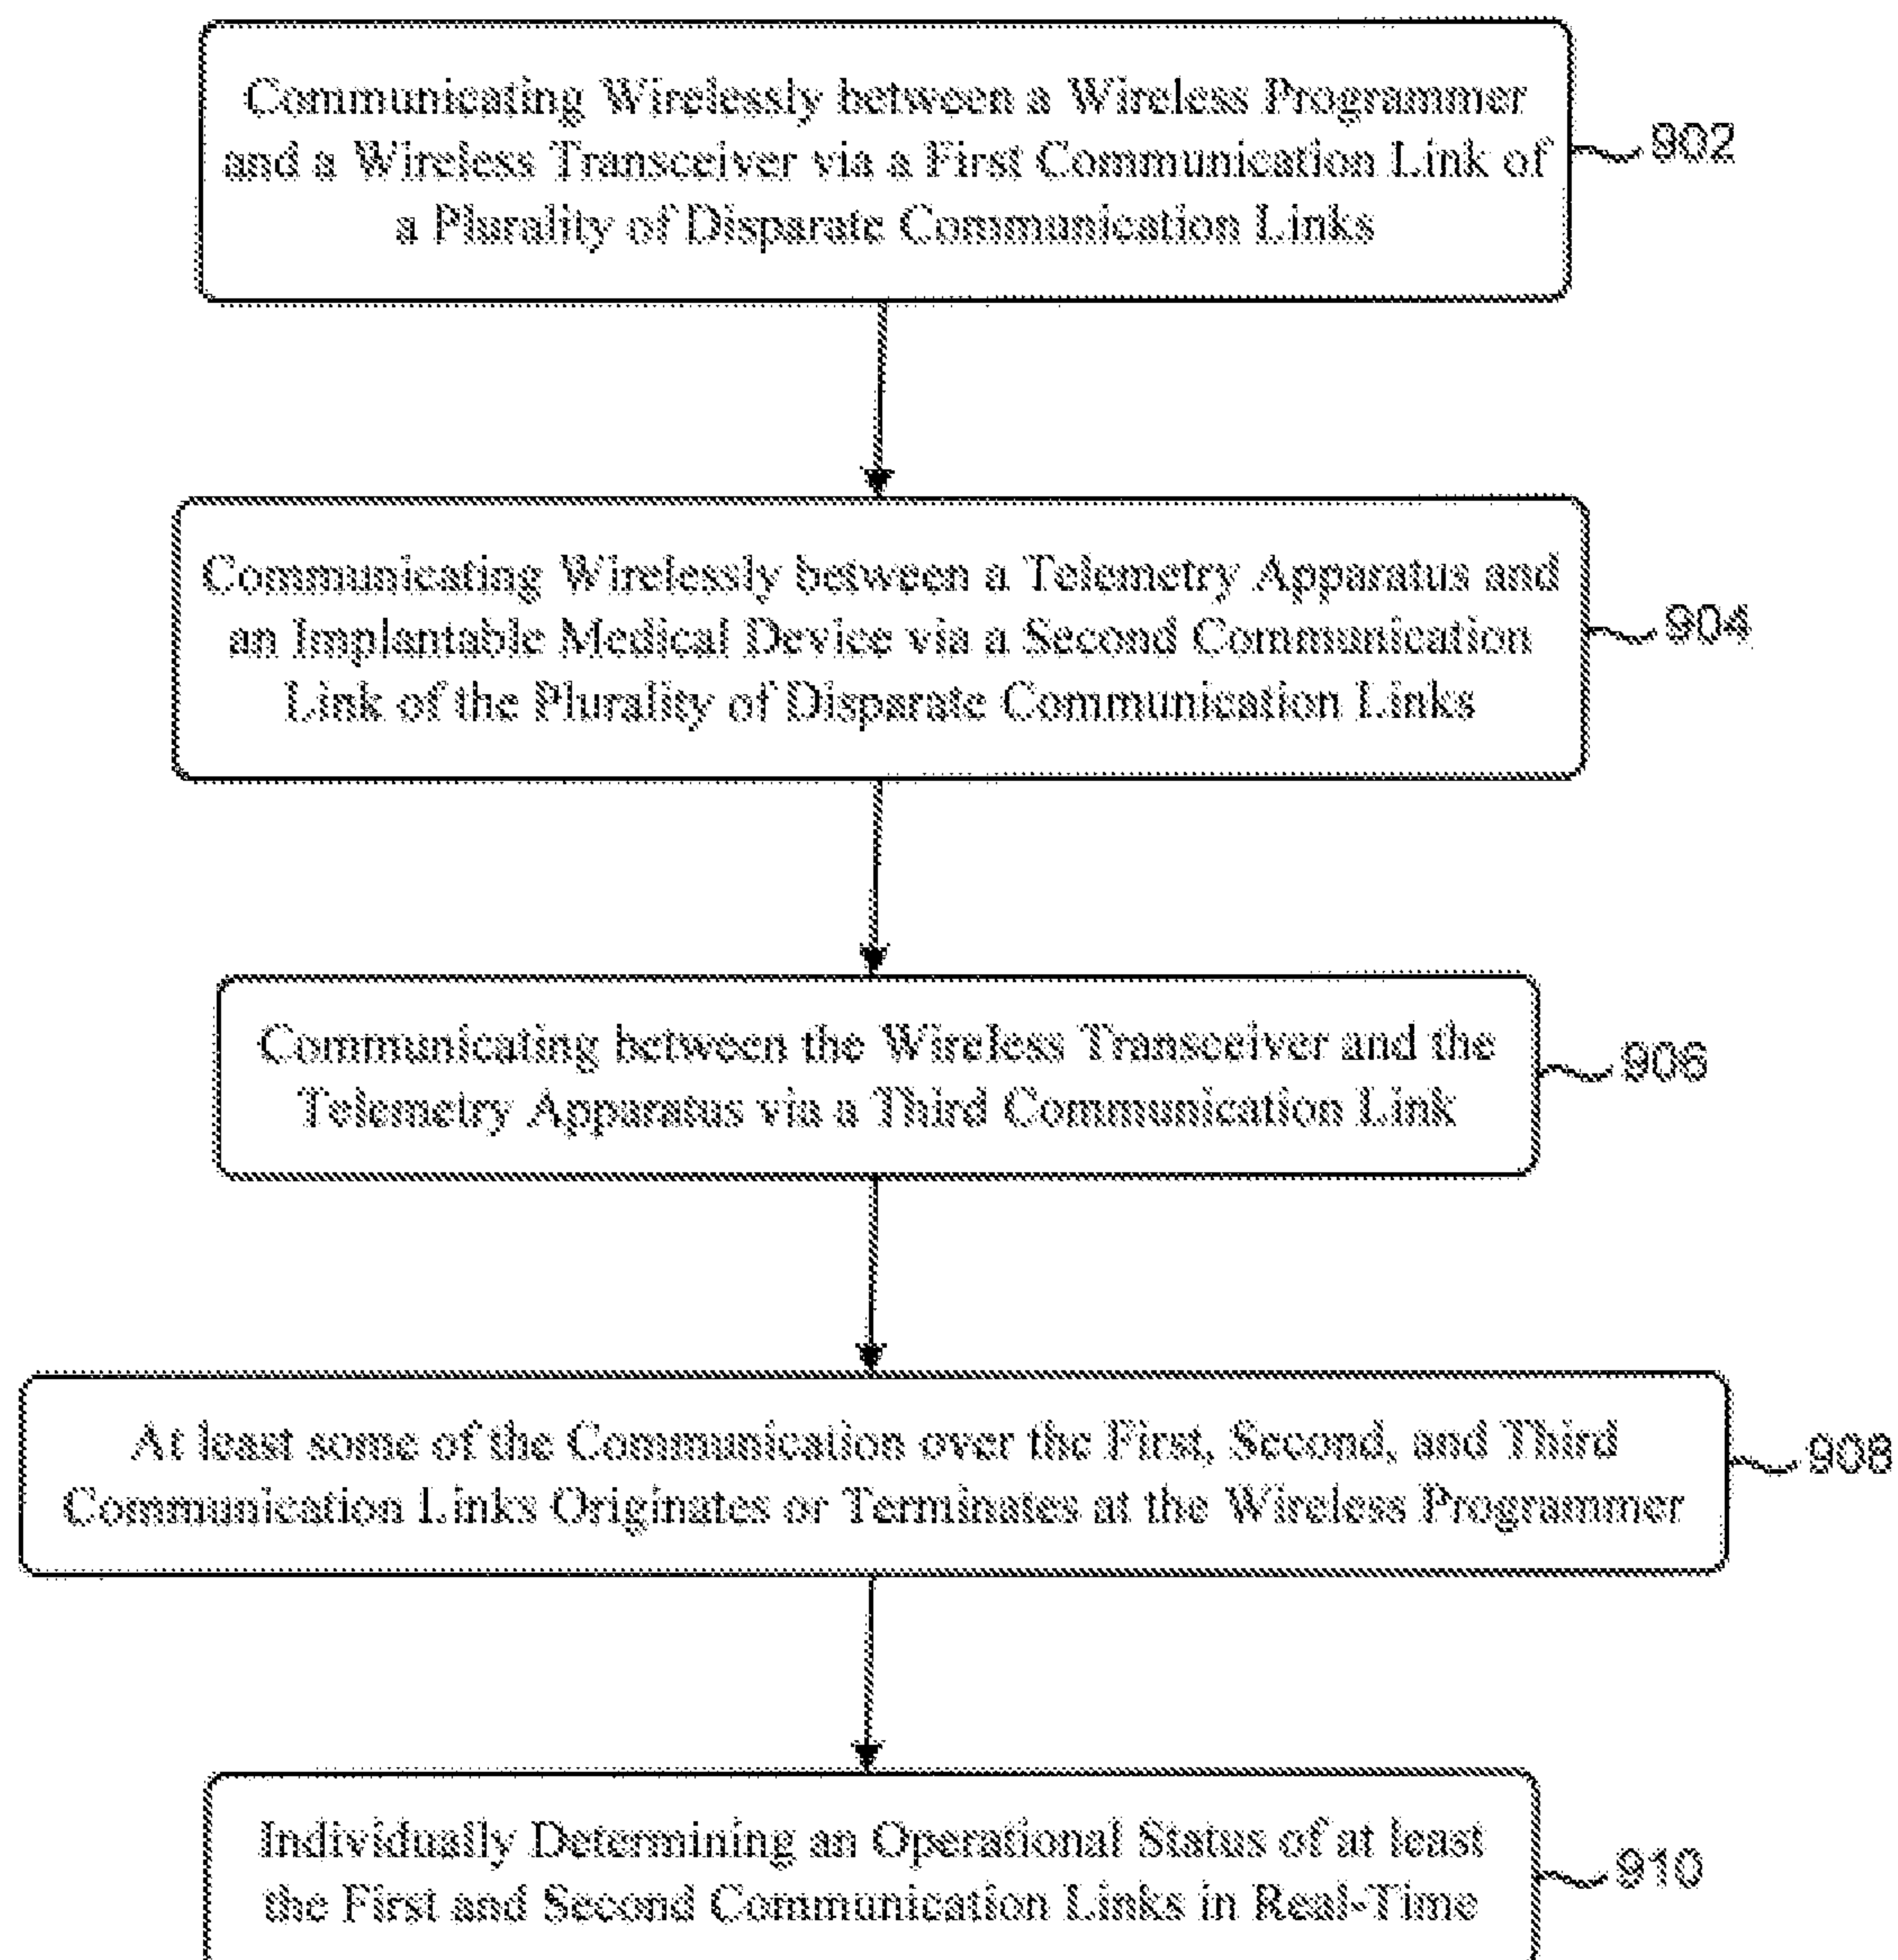 Communicating Wirelessly between a Wireless Programmer
and a Wireless Transceiver via a First Communication Link of
a Plurality of Disparate Communication Links
902
Communicating Wirelessly between a Telemetry Apparatus and
an Implantable Medical Device via a Second Communication
Link of the Plurality of Disparate Communication Links
904
Communicating between the Wireless Transceiver and the
Telemetry Apparatus via a Third Communication Link
906
At least some of the Communication over the First, Second, and Third
Communication Links Originates or Terminates at the Wireless Programmer
908
Individually Determining an Operational Status of at least
the First and Second Communication Links in Real-Time
910